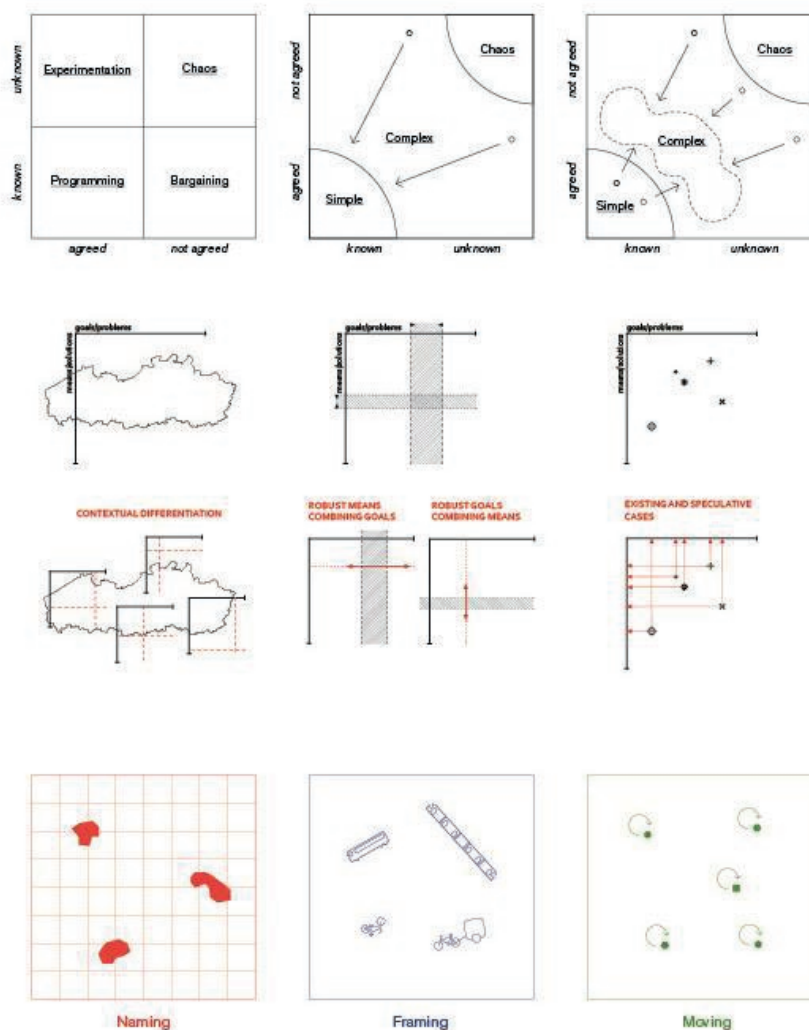 unknown
Experimentation
Chaos
known
Programming
Bargaining
agreed
not agreed
not agreed
Chaos
Complex
agreed
Simple
known
unknown
not agreed
Chaos
Complex
agreed
Simple
known
unknown
goals/problems
means/solutions
goals/problems
means/solutions
goals/problems
means/solutions
CONTEXTUAL DIFFERENTIATION
ROBUST MEANS
COMBINING GOALS
ROBUST GOALS
COMBINING MEANS
EXISTING AND SPECULATIVE
CASES
Naming
Framing
Moving